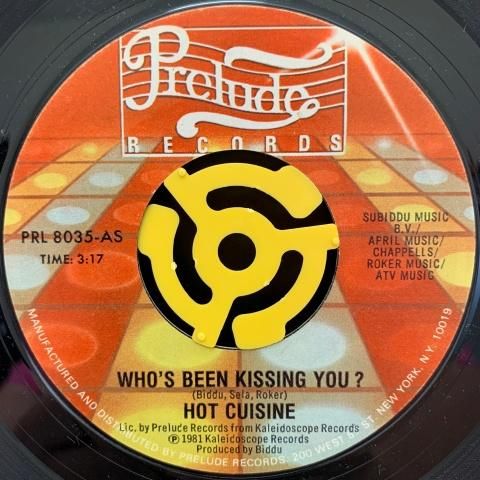 Prelude
RECORDS
PRL 8035-AS
TIME: 3:17
SUBIDDU MUSIC
B.V./
APRIL MUSIC/
CHAPPELLS/
ROKER MUSIC/
ATV MUSIC
WHO'S BEEN KISSING YOU?
(Biddu, Sela, Roker)
HOT CUISINE
Lic. by Prelude Records from Kaleidoscope Records
Ⓟ 1981 Kaleidoscope Records
Produced by Biddu
MANUFACTURED AND DISTRIBUTED BY PRELUDE RECORDS, 200 WEST ST. NEW YORK, N.Y. 10019